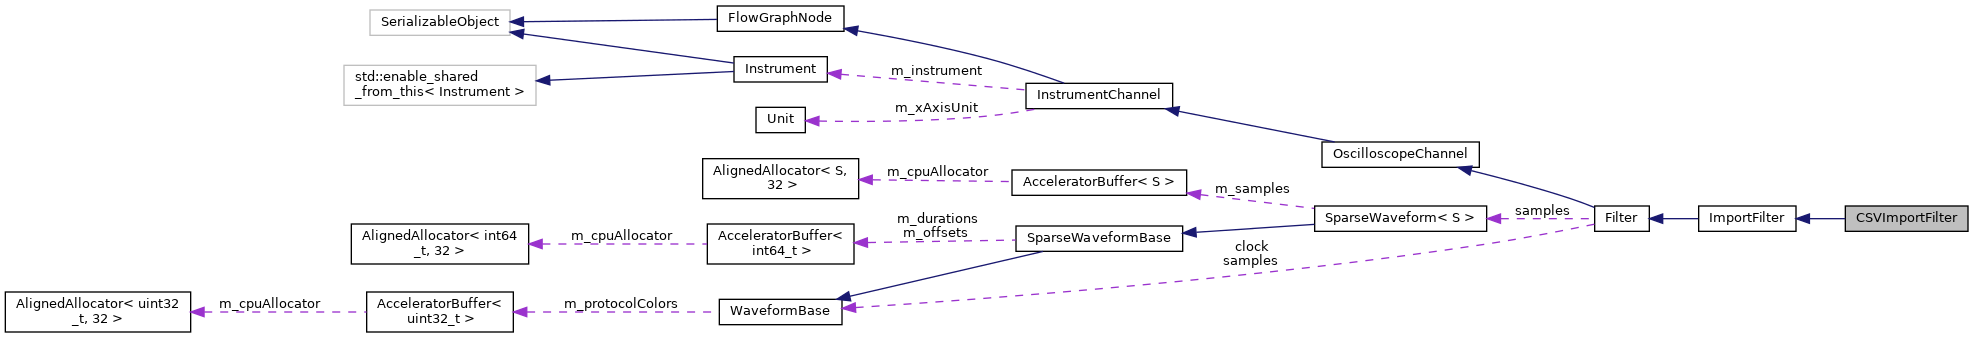 SerializableObject
FlowGraphNode
std::enable_shared
_from_this< Instrument >
Instrument
m_instrument
InstrumentChannel
m_xAxisUnit
Unit
OscilloscopeChannel
AlignedAllocator< S,
32 >
m_cpuAllocator
AcceleratorBuffer< S >
m_samples
SparseWaveform< S >
samples
Filter
ImportFilter
CSVImportFilter
AlignedAllocator< int64
_t, 32 >
m_cpuAllocator
AcceleratorBuffer<
int64_t >
m_durations
m_offsets
SparseWaveformBase
clock
samples
AlignedAllocator< uint32
_t, 32 >
m_cpuAllocator
AcceleratorBuffer<
uint32_t >
m_protocolColors
WaveformBase